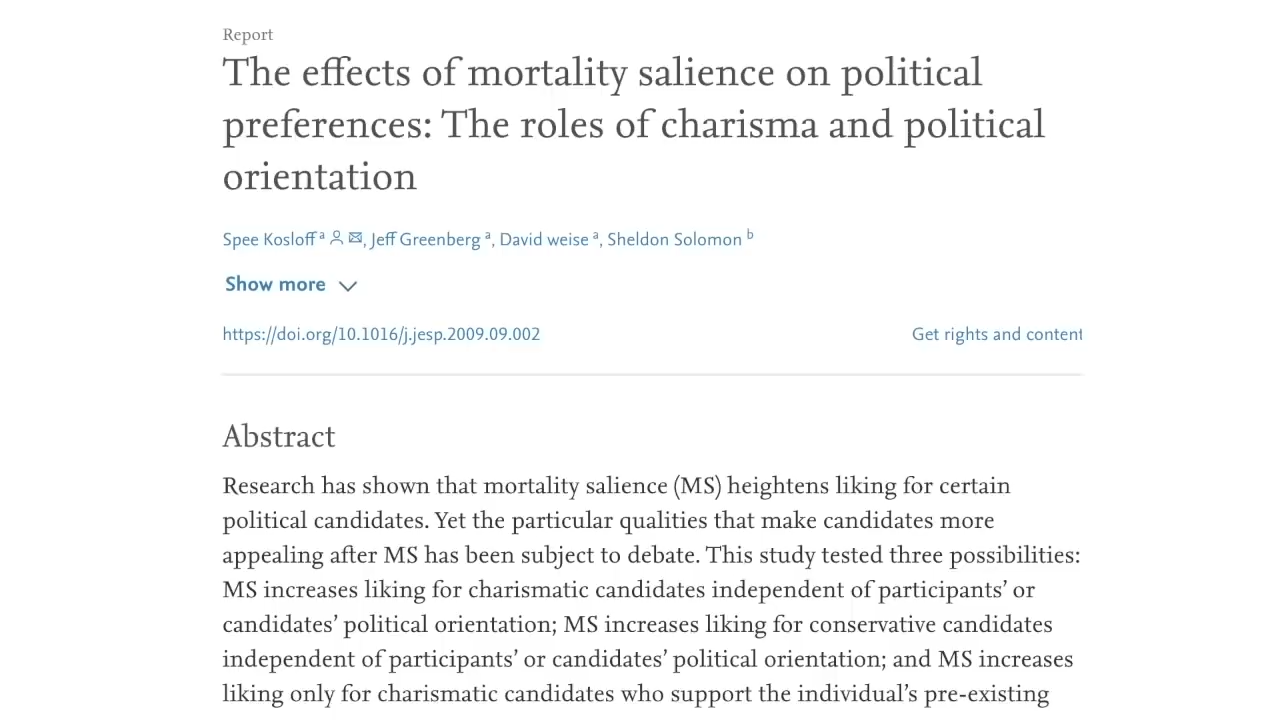 Report
The effects of mortality salience on political
preferences: The roles of charisma and political
orientation
Spee Kosloff a, Jeff Greenberg a, David weise a, Sheldon Solomon b
Show more
https://doi.org/10.1016/j.jesp.2009.09.002 Get rights and content
Abstract
Research has shown that mortality salience (MS) heightens liking for certain
political candidates. Yet the particular qualities that make candidates more
appealing after MS has been subject to debate. This study tested three possibilities:
MS increases liking for charismatic candidates independent of participants’ or
candidates’ political orientation; MS increases liking for conservative candidates
independent of participants’ or candidates’ political orientation; and MS increases
liking only for charismatic candidates who support the individual’s pre-existing